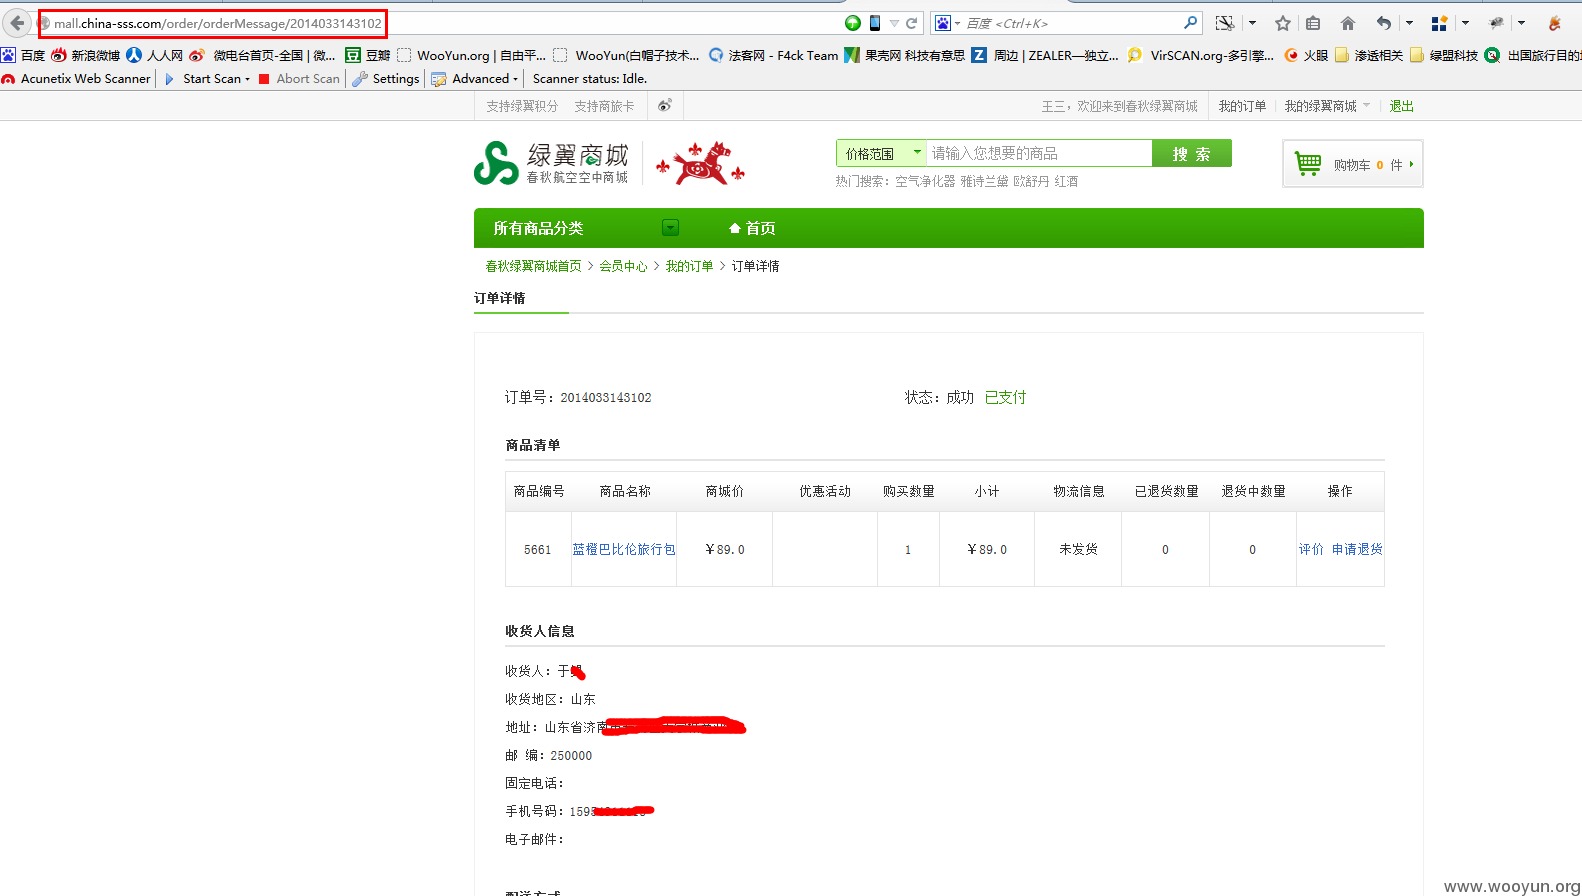 mall.china-sss.com/order/orderMessage/2014033143102
百度 <Ctrl+K>
百度 新浪微博 人人网 微电台首页-全国 | 微... 豆瓣 WooYun.org | 自由平... WooYun(白帽子技术... 法客网 - F4ck Team 果壳网 科技有意思 周边 | ZEALER—独立... VirSCAN.org-多引擎... 火眼 渗透相关 绿盟科技 出国旅行目的地
Acunetix Web Scanner Start Scan Abort Scan Settings Advanced Scanner status: Idle.
支持绿翼积分 支持商旅卡 王三，欢迎来到春秋绿翼商城 我的订单 我的绿翼商城 退出
绿翼商城
春秋航空空中商城
价格范围 请输入您想要的商品 搜 索
热门搜索：空气净化器 雅诗兰黛 欧舒丹 红酒
购物车 0 件
所有商品分类 首页
春秋绿翼商城首页 > 会员中心 > 我的订单 > 订单详情
订单详情
订单号：2014033143102 状态：成功 已支付
商品清单
商品编号 商品名称 商城价 优惠活动 购买数量 小计 物流信息 已退货数量 退货中数量 操作
5661 蓝橙巴比伦旅行包 ￥89.0 1 ￥89.0 未发货 0 0 评价 申请退货
收货人信息
收货人：于
收货地区：山东
地址：山东省济南
邮 编：250000
固定电话：
手机号码：159
电子邮件：
配送方式
www.wooyun.org